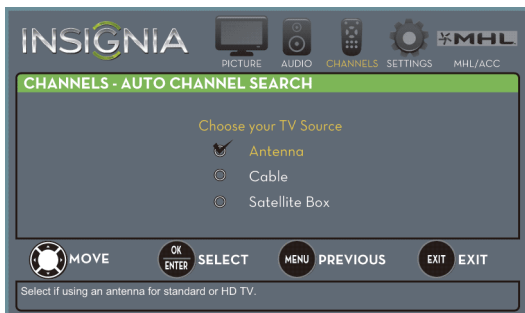 INSIGNIA
PICTURE AUDIO CHANNELS SETTINGS MHL/ACC
MHL
CHANNELS - AUTO CHANNEL SEARCH
Choose your TV Source
Antenna
Cable
Satellite Box
MOVE OK ENTER SELECT MENU PREVIOUS EXIT EXIT
Select if using an antenna for standard or HD TV.